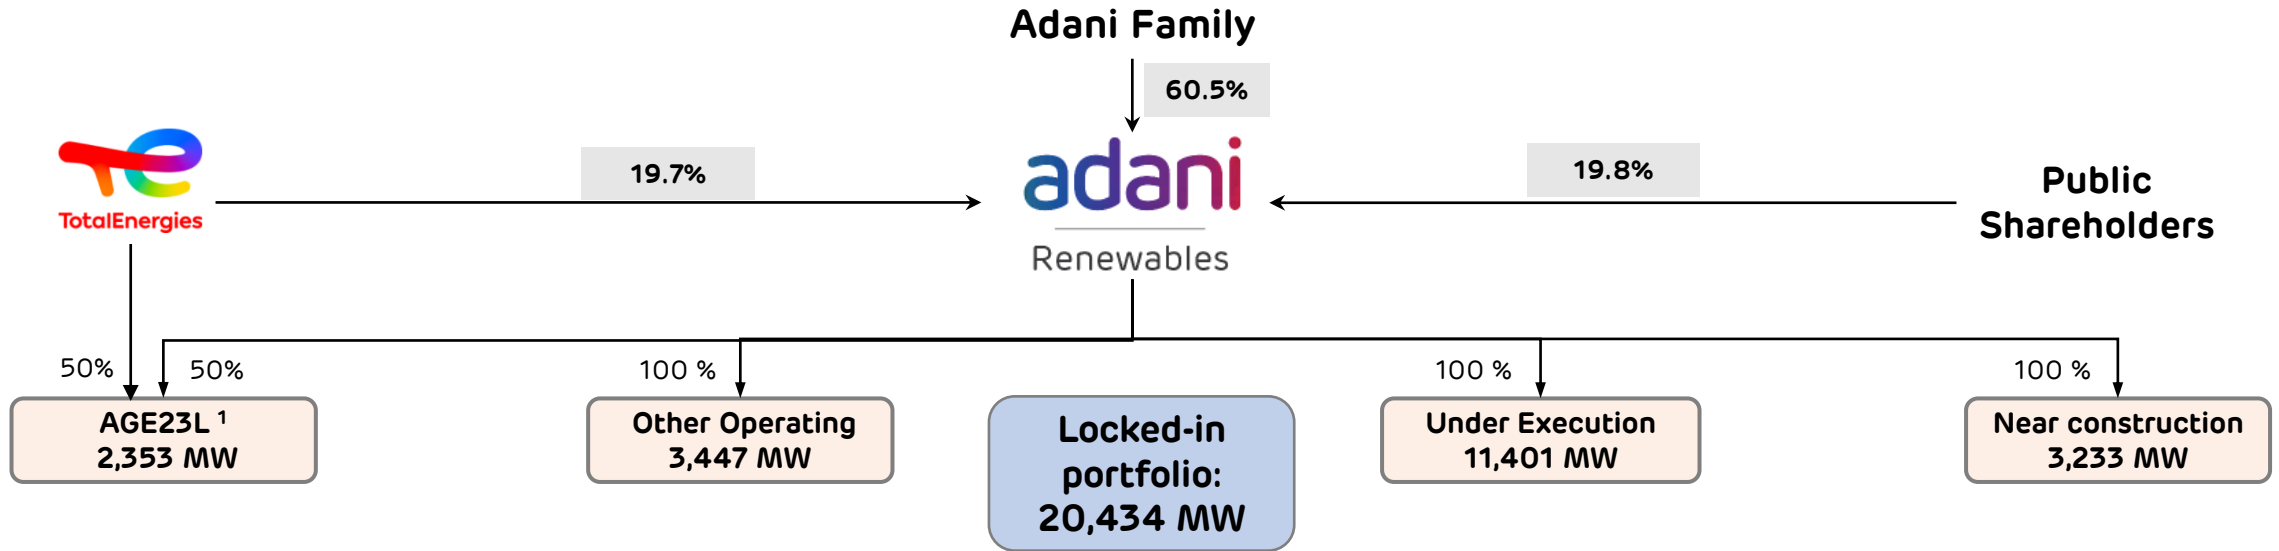 Adani Family
60.5%
TotalEnergies
19.7%
adani
Renewables
19.8%
Public
Shareholders
50%
50%
100 %
100 %
100 %
AGE23L ¹
2,353 MW
Other Operating
3,447 MW
Locked-in
portfolio:
20,434 MW
Under Execution
11,401 MW
Near construction
3,233 MW